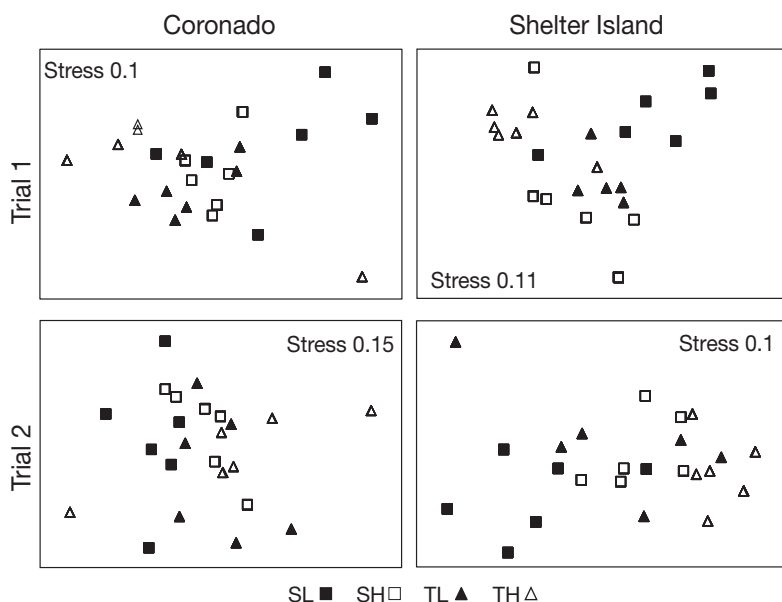 Coronado
Shelter Island
Trial 1
Stress 0.1
Stress 0.11
Trial 2
Stress 0.15
Stress 0.1
SL ■ SH □ TL ▲ TH △